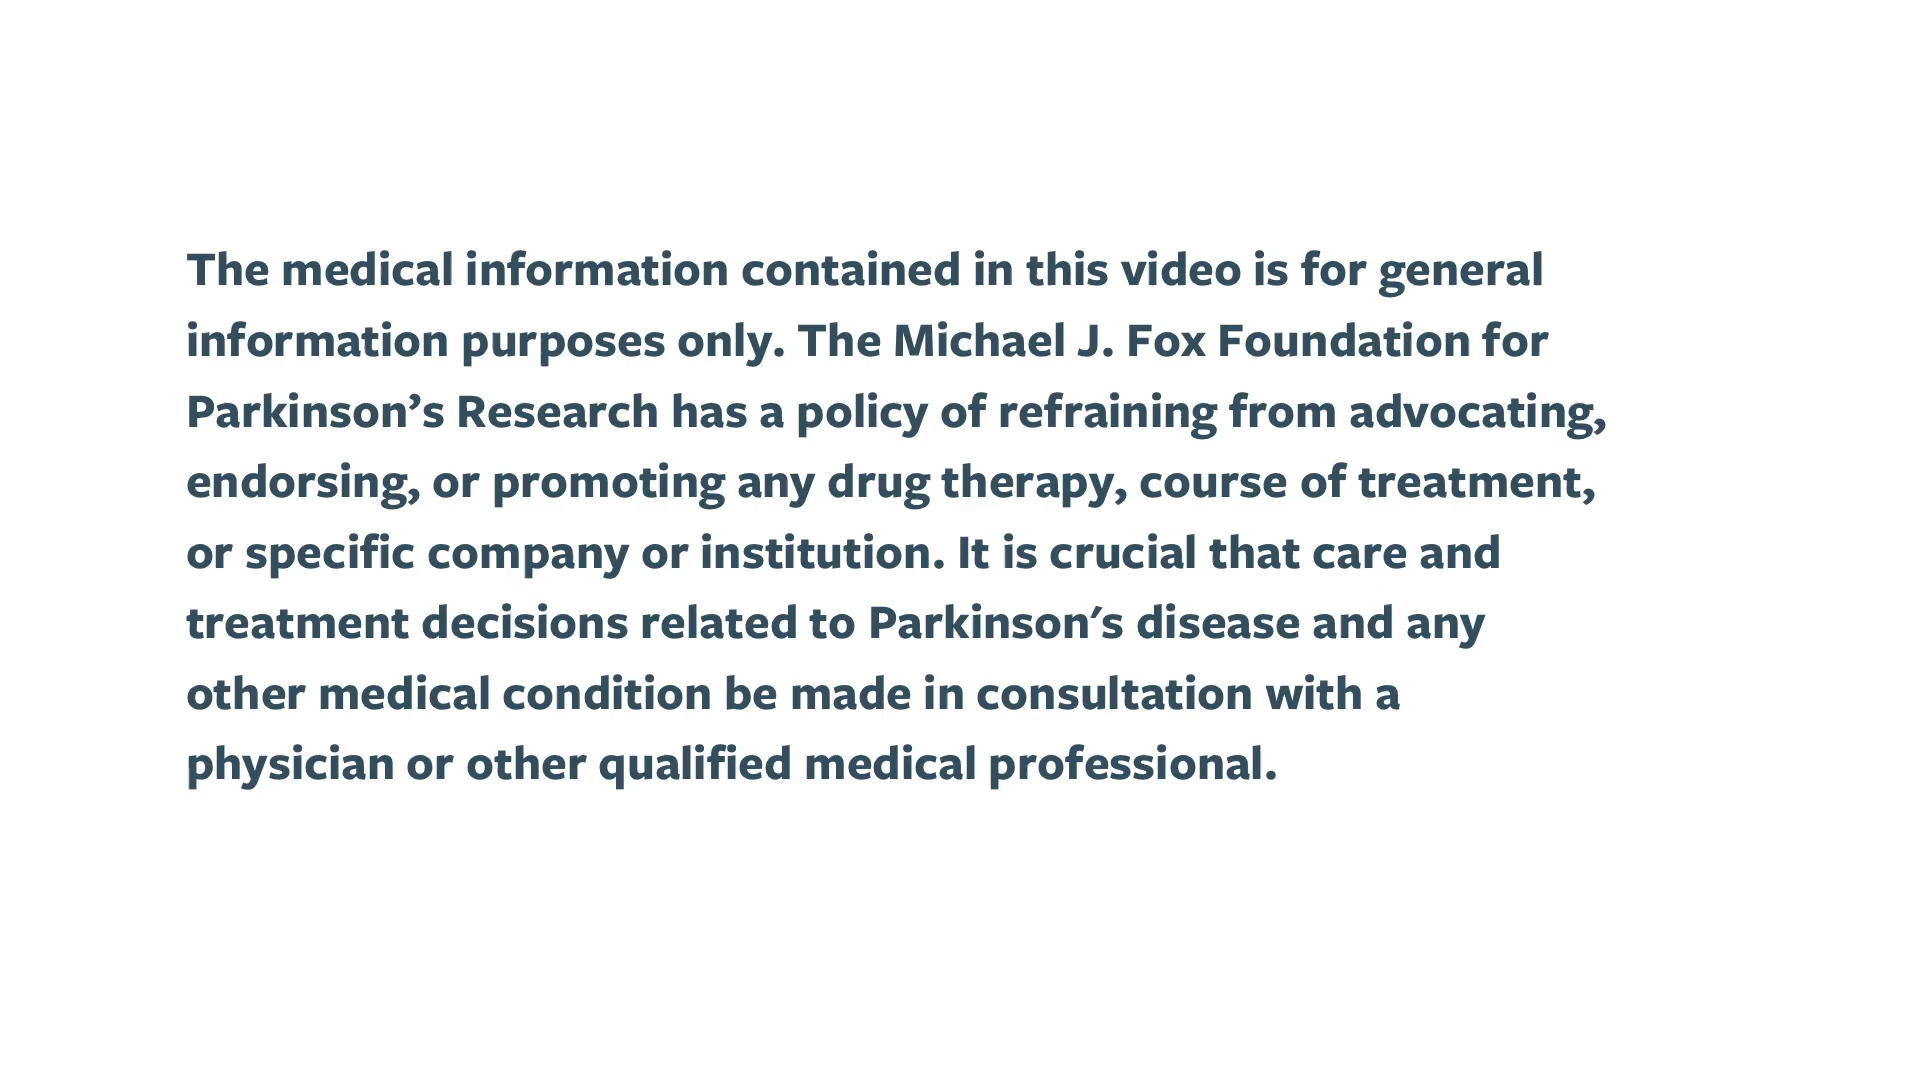 The medical information contained in this video is for general
information purposes only. The Michael J. Fox Foundation for
Parkinson’s Research has a policy of refraining from advocating,
endorsing, or promoting any drug therapy, course of treatment,
or specific company or institution. It is crucial that care and
treatment decisions related to Parkinson's disease and any
other medical condition be made in consultation with a
physician or other qualified medical professional.